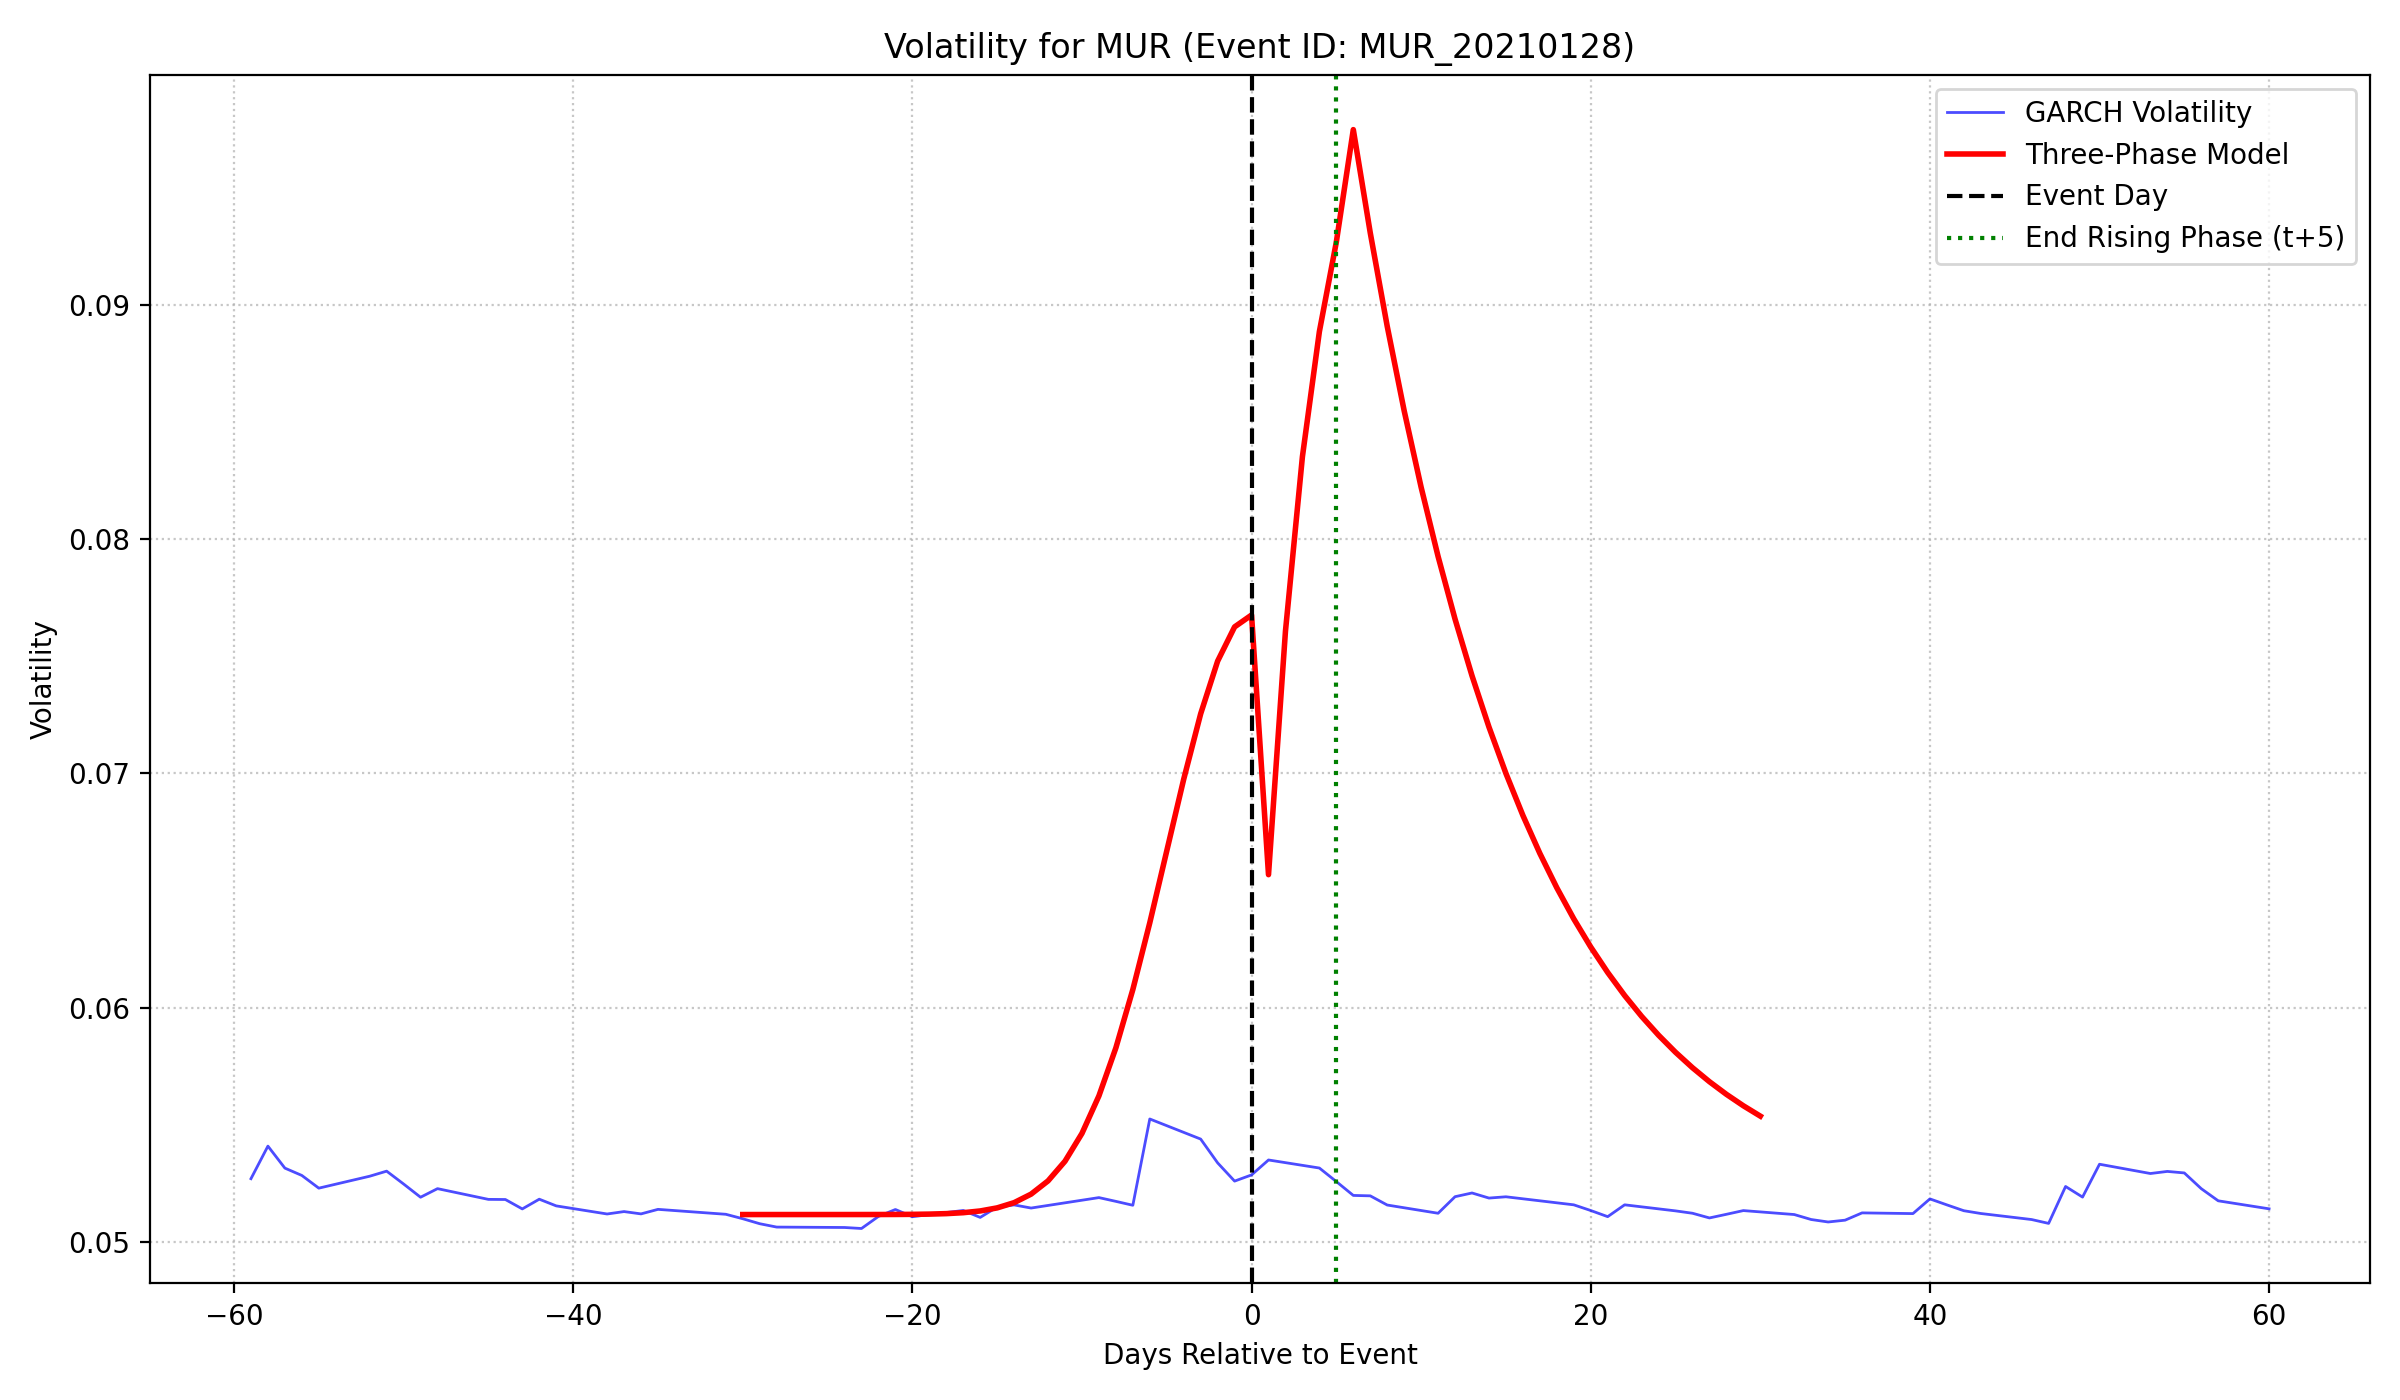 Volatility for MUR (Event ID: MUR_20210128)
GARCH Volatility
Three-Phase Model
Event Day
End Rising Phase (t+5)
Volatility
0.09
0.08
0.07
0.06
0.05
−60 −40 −20 0 20 40 60
Days Relative to Event